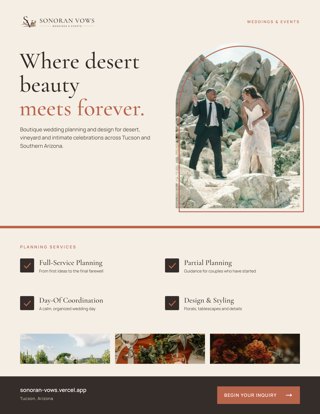 SONORAN VOWS
WEDDINGS & EVENTS
Where desert
beauty
meets forever.
Boutique wedding planning and design for desert,
vineyard and intimate celebrations across Tucson and
Southern Arizona.
PLANNING SERVICES
Full-Service Planning
From first ideas to the final farewell
Partial Planning
Guidance for couples who have started
Day-Of Coordination
A calm, organized wedding day
Design & Styling
Florals, tablescapes and details
sonoran-vows.vercel.app
Tucson, Arizona
BEGIN YOUR INQUIRY →